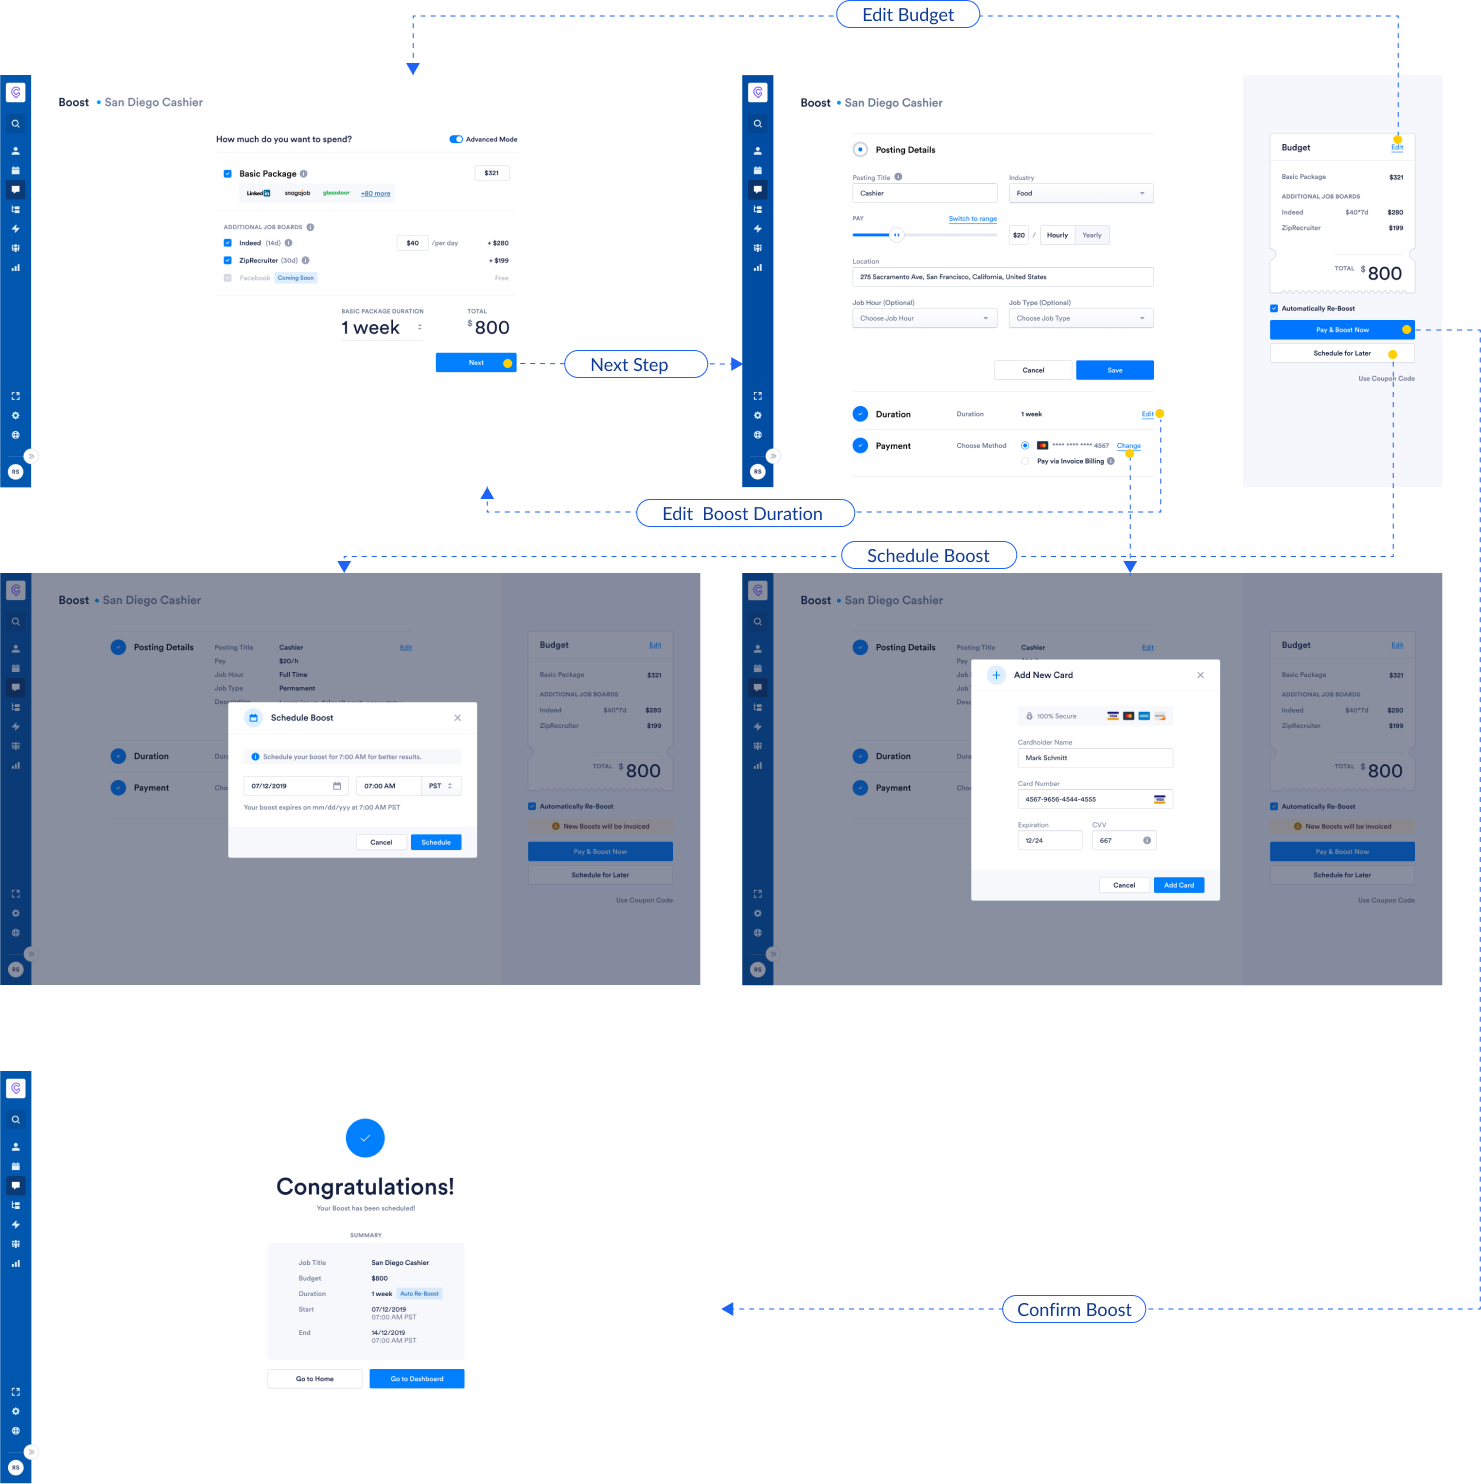 Edit Budget
Boost • San Diego Cashier
How much do you want to spend?
Advanced Mode
Basic Package
$321
LinkedIn snagajob glassdoor +80 more
ADDITIONAL JOB BOARDS
Indeed (14d) $40 /per day + $280
ZipRecruiter (30d) + $199
Facebook Coming Soon Free
BASIC PACKAGE DURATION TOTAL
1 week $ 800
Next
Next Step
RS
Boost • San Diego Cashier
Posting Details
Posting Title Industry
Cashier Food
PAY Switch to range
$20 / Hourly Yearly
Location
275 Sacramento Ave, San Francisco, California, United States
Job Hour (Optional) Job Type (Optional)
Choose Job Hour Choose Job Type
Cancel Save
Duration Duration 1 week Edit
Payment Choose Method **** **** **** 4567 Change
Pay via Invoice Billing
RS
Budget Edit
Basic Package $321
ADDITIONAL JOB BOARDS
Indeed $40*7d $280
ZipRecruiter $199
TOTAL $ 800
Automatically Re-Boost
Pay & Boost Now
Schedule for Later
Use Coupon Code
Edit Boost Duration
Schedule Boost
Boost • San Diego Cashier
Posting Details Posting Title Cashier Edit
Pay $20/h
Job Hour Full Time
Job Type Permament
Schedule Boost
Schedule your boost for 7:00 AM for better results.
07/12/2019 07:00 AM PST
Your boost expires on mm/dd/yyy at 7:00 AM PST
Cancel Schedule
Duration
Payment
RS
Budget Edit
Basic Package $321
ADDITIONAL JOB BOARDS
Indeed $40*7d $280
ZipRecruiter $199
TOTAL $ 800
Automatically Re-Boost
New Boosts will be invoiced
Pay & Boost Now
Schedule for Later
Use Coupon Code
Boost • San Diego Cashier
Posting Details Posting Title Cashier Edit
Add New Card
100% Secure VISA
Cardholder Name
Mark Schmitt
Card Number
4567-9656-4544-4555 VISA
Expiration CVV
12/24 667
Cancel Add Card
Duration
Payment
RS
Budget Edit
Basic Package $321
ADDITIONAL JOB BOARDS
Indeed $40*7d $280
ZipRecruiter $199
TOTAL $ 800
Automatically Re-Boost
New Boosts will be invoiced
Pay & Boost Now
Schedule for Later
Use Coupon Code
Congratulations!
Your Boost has been scheduled!
SUMMARY
Job Title San Diego Cashier
Budget $800
Duration 1 week Auto Re-Boost
Start 07/12/2019
07:00 AM PST
End 14/12/2019
07:00 AM PST
Go to Home Go to Dashboard
RS
Confirm Boost